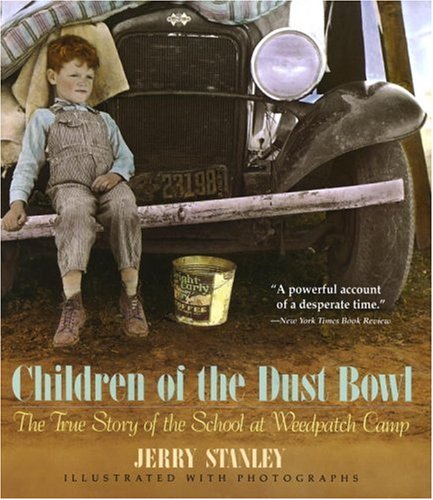 23198
"A powerful account
of a desperate time."
—New York Times Book Review
Children of the Dust Bowl
The True Story of the School at Weedpatch Camp
JERRY STANLEY
ILLUSTRATED WITH PHOTOGRAPHS